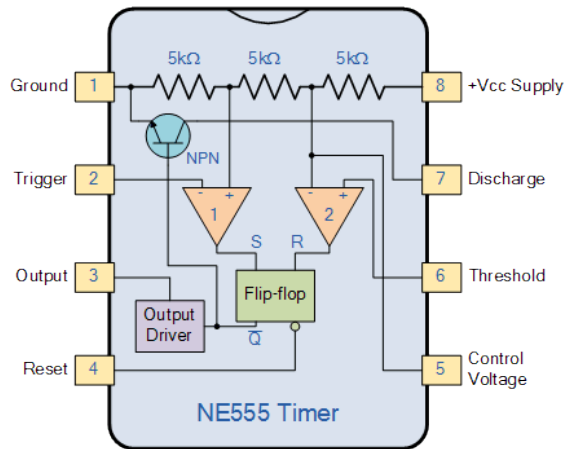 5kΩ 5kΩ 5kΩ
Ground 1 8 +Vcc Supply
NPN
Trigger 2 7 Discharge
- + - +
1 2
S R
Output 3 6 Threshold
Flip-flop
Output
Driver
Q̅
Reset 4 5 Control
Voltage
NE555 Timer